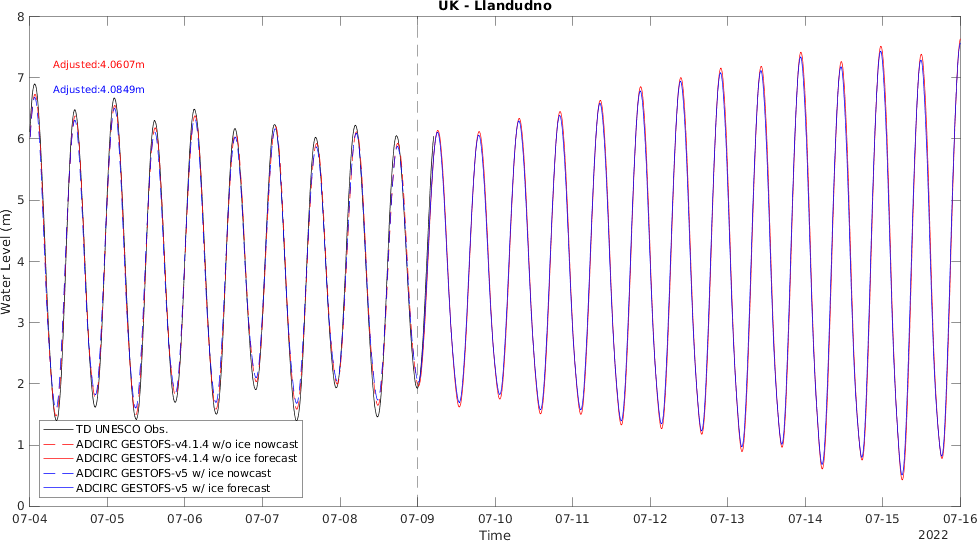 UK - Llandudno
8
7
6
5
4
3
2
1
0
Water Level (m)
Adjusted:4.0607m
Adjusted:4.0849m
TD UNESCO Obs.
ADCIRC GESTOFS-v4.1.4 w/o ice nowcast
ADCIRC GESTOFS-v4.1.4 w/o ice forecast
ADCIRC GESTOFS-v5 w/ ice nowcast
ADCIRC GESTOFS-v5 w/ ice forecast
07-04 07-05 07-06 07-07 07-08 07-09 07-10 07-11 07-12 07-13 07-14 07-15 07-16
Time
2022